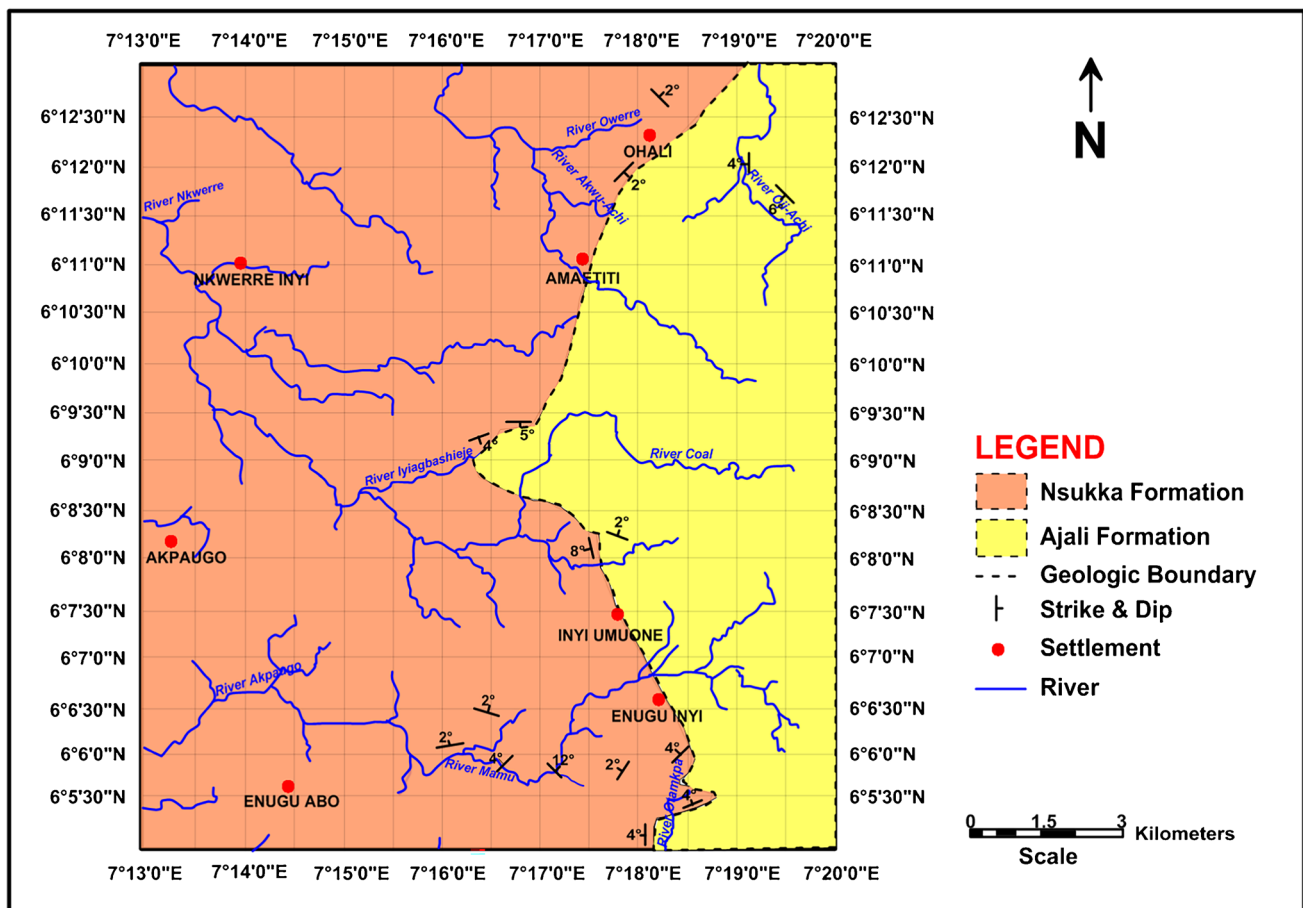 7°13'0"E 7°14'0"E 7°15'0"E 7°16'0"E 7°17'0"E 7°18'0"E 7°19'0"E 7°20'0"E
6°12'30"N 6°12'30"N
6°12'0"N 6°12'0"N
6°11'30"N 6°11'30"N
6°11'0"N 6°11'0"N
6°10'30"N 6°10'30"N
6°10'0"N 6°10'0"N
6°9'30"N 6°9'30"N
6°9'0"N 6°9'0"N
6°8'30"N 6°8'30"N
6°8'0"N 6°8'0"N
6°7'30"N 6°7'30"N
6°7'0"N 6°7'0"N
6°6'30"N 6°6'30"N
6°6'0"N 6°6'0"N
6°5'30"N 6°5'30"N
7°13'0"E 7°14'0"E 7°15'0"E 7°16'0"E 7°17'0"E 7°18'0"E 7°19'0"E 7°20'0"E
2°
River Owerre
OHALI
4°
River Akwu-Achi
2°
River Oji-Achi
6°
River Nkwerre
NKWERRE INYI
AMAETITI
5°
4°
River Iyiagbashieje
River Coal
2°
8°
AKPAUGO
INYI UMUONE
River Akpaugo
2°
ENUGU INYI
2°
4°
River Mamu
12°
2°
4°
ENUGU ABO
4°
4°
River Otamkpa
N
LEGEND
Nsukka Formation
Ajali Formation
Geologic Boundary
Strike & Dip
Settlement
River
0 1.5 3
Kilometers
Scale